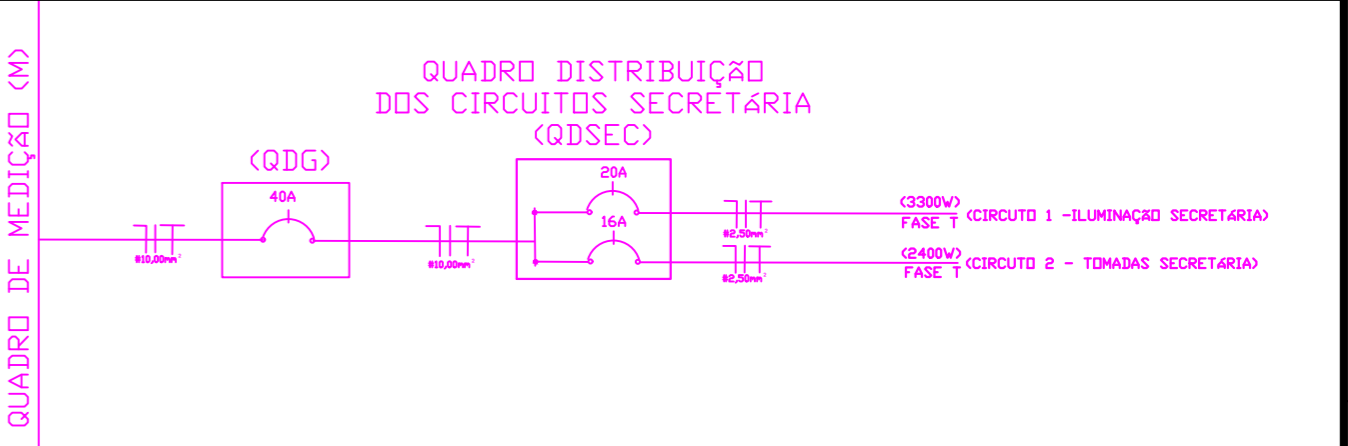 QUADRO DE MEDIÇÃO (M)
QUADRO DISTRIBUIÇÃO
DOS CIRCUITOS SECRETáRIA
(QDSEC)
(QDG)
40A
20A
16A
#10,00mm²
#10,00mm²
#2,50mm²
#2,50mm²
(3300W)
FASE T
(CIRCUTO 1 -ILUMINAÇÃO SECRETáRIA)
(2400W)
FASE T
(CIRCUTO 2 - TOMADAS SECRETáRIA)